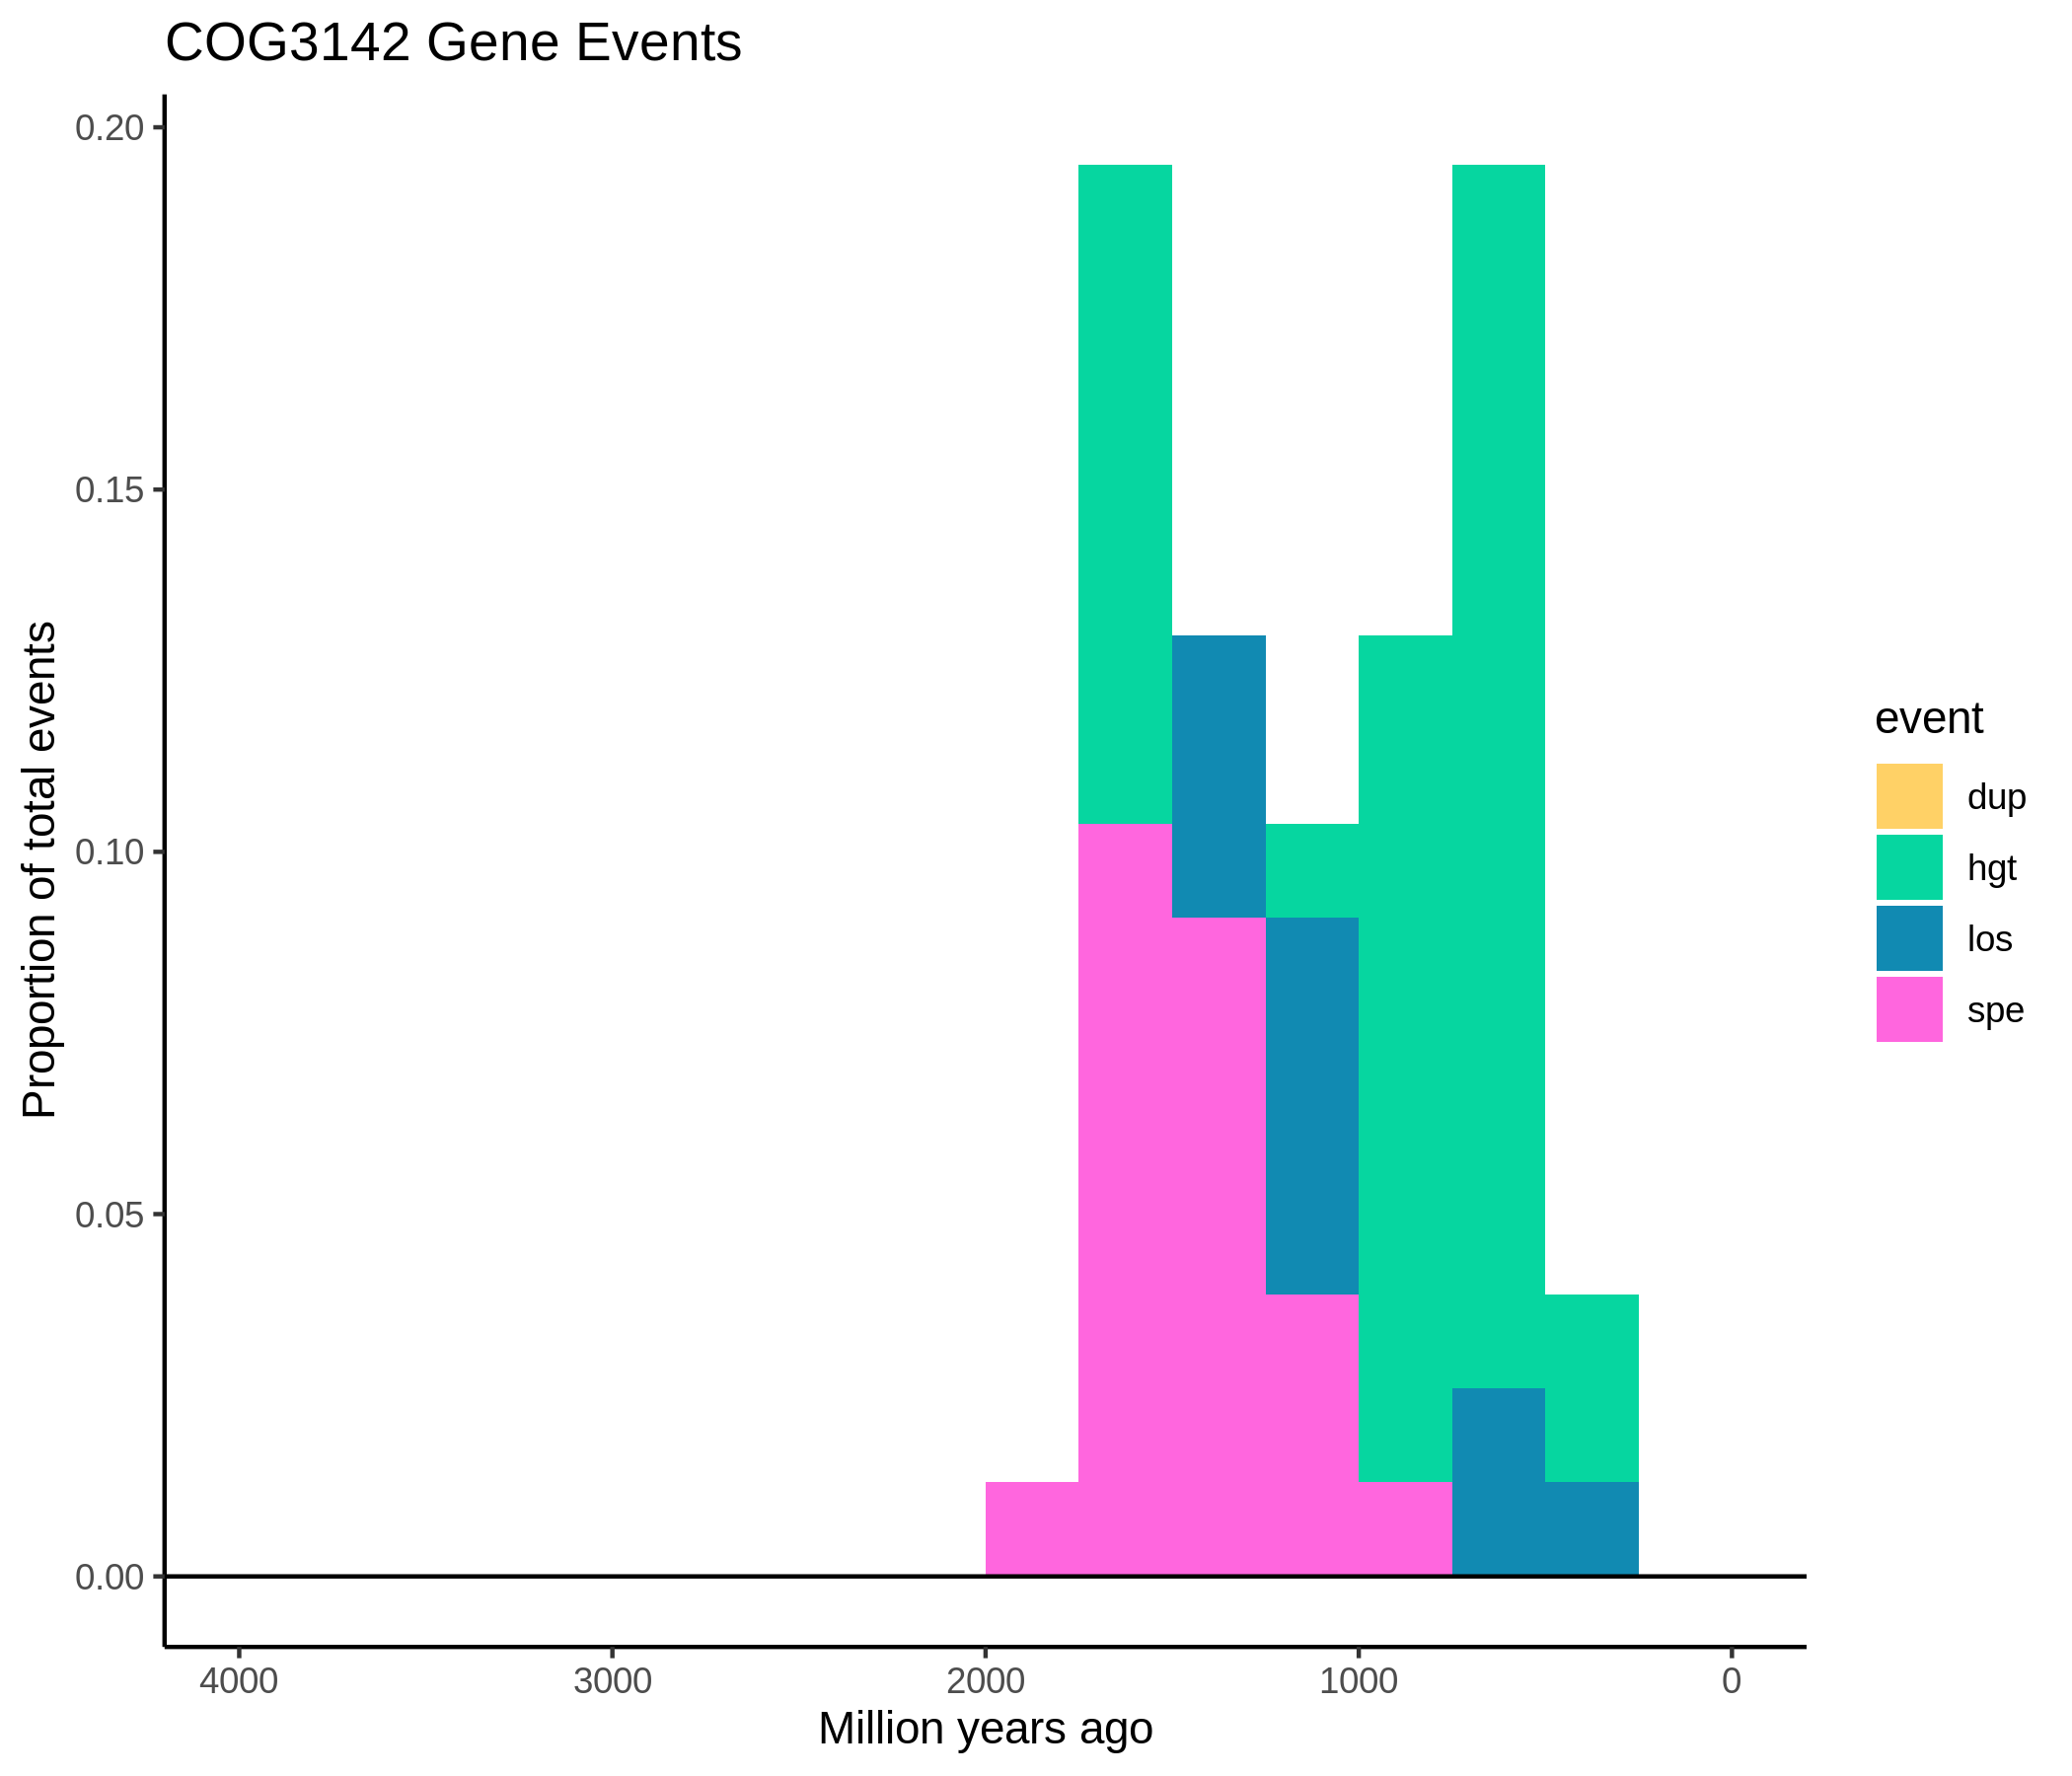 COG3142 Gene Events
0.20
0.15
0.10
0.05
0.00
Proportion of total events
4000 3000 2000 1000 0
Million years ago
event
dup
hgt
los
spe